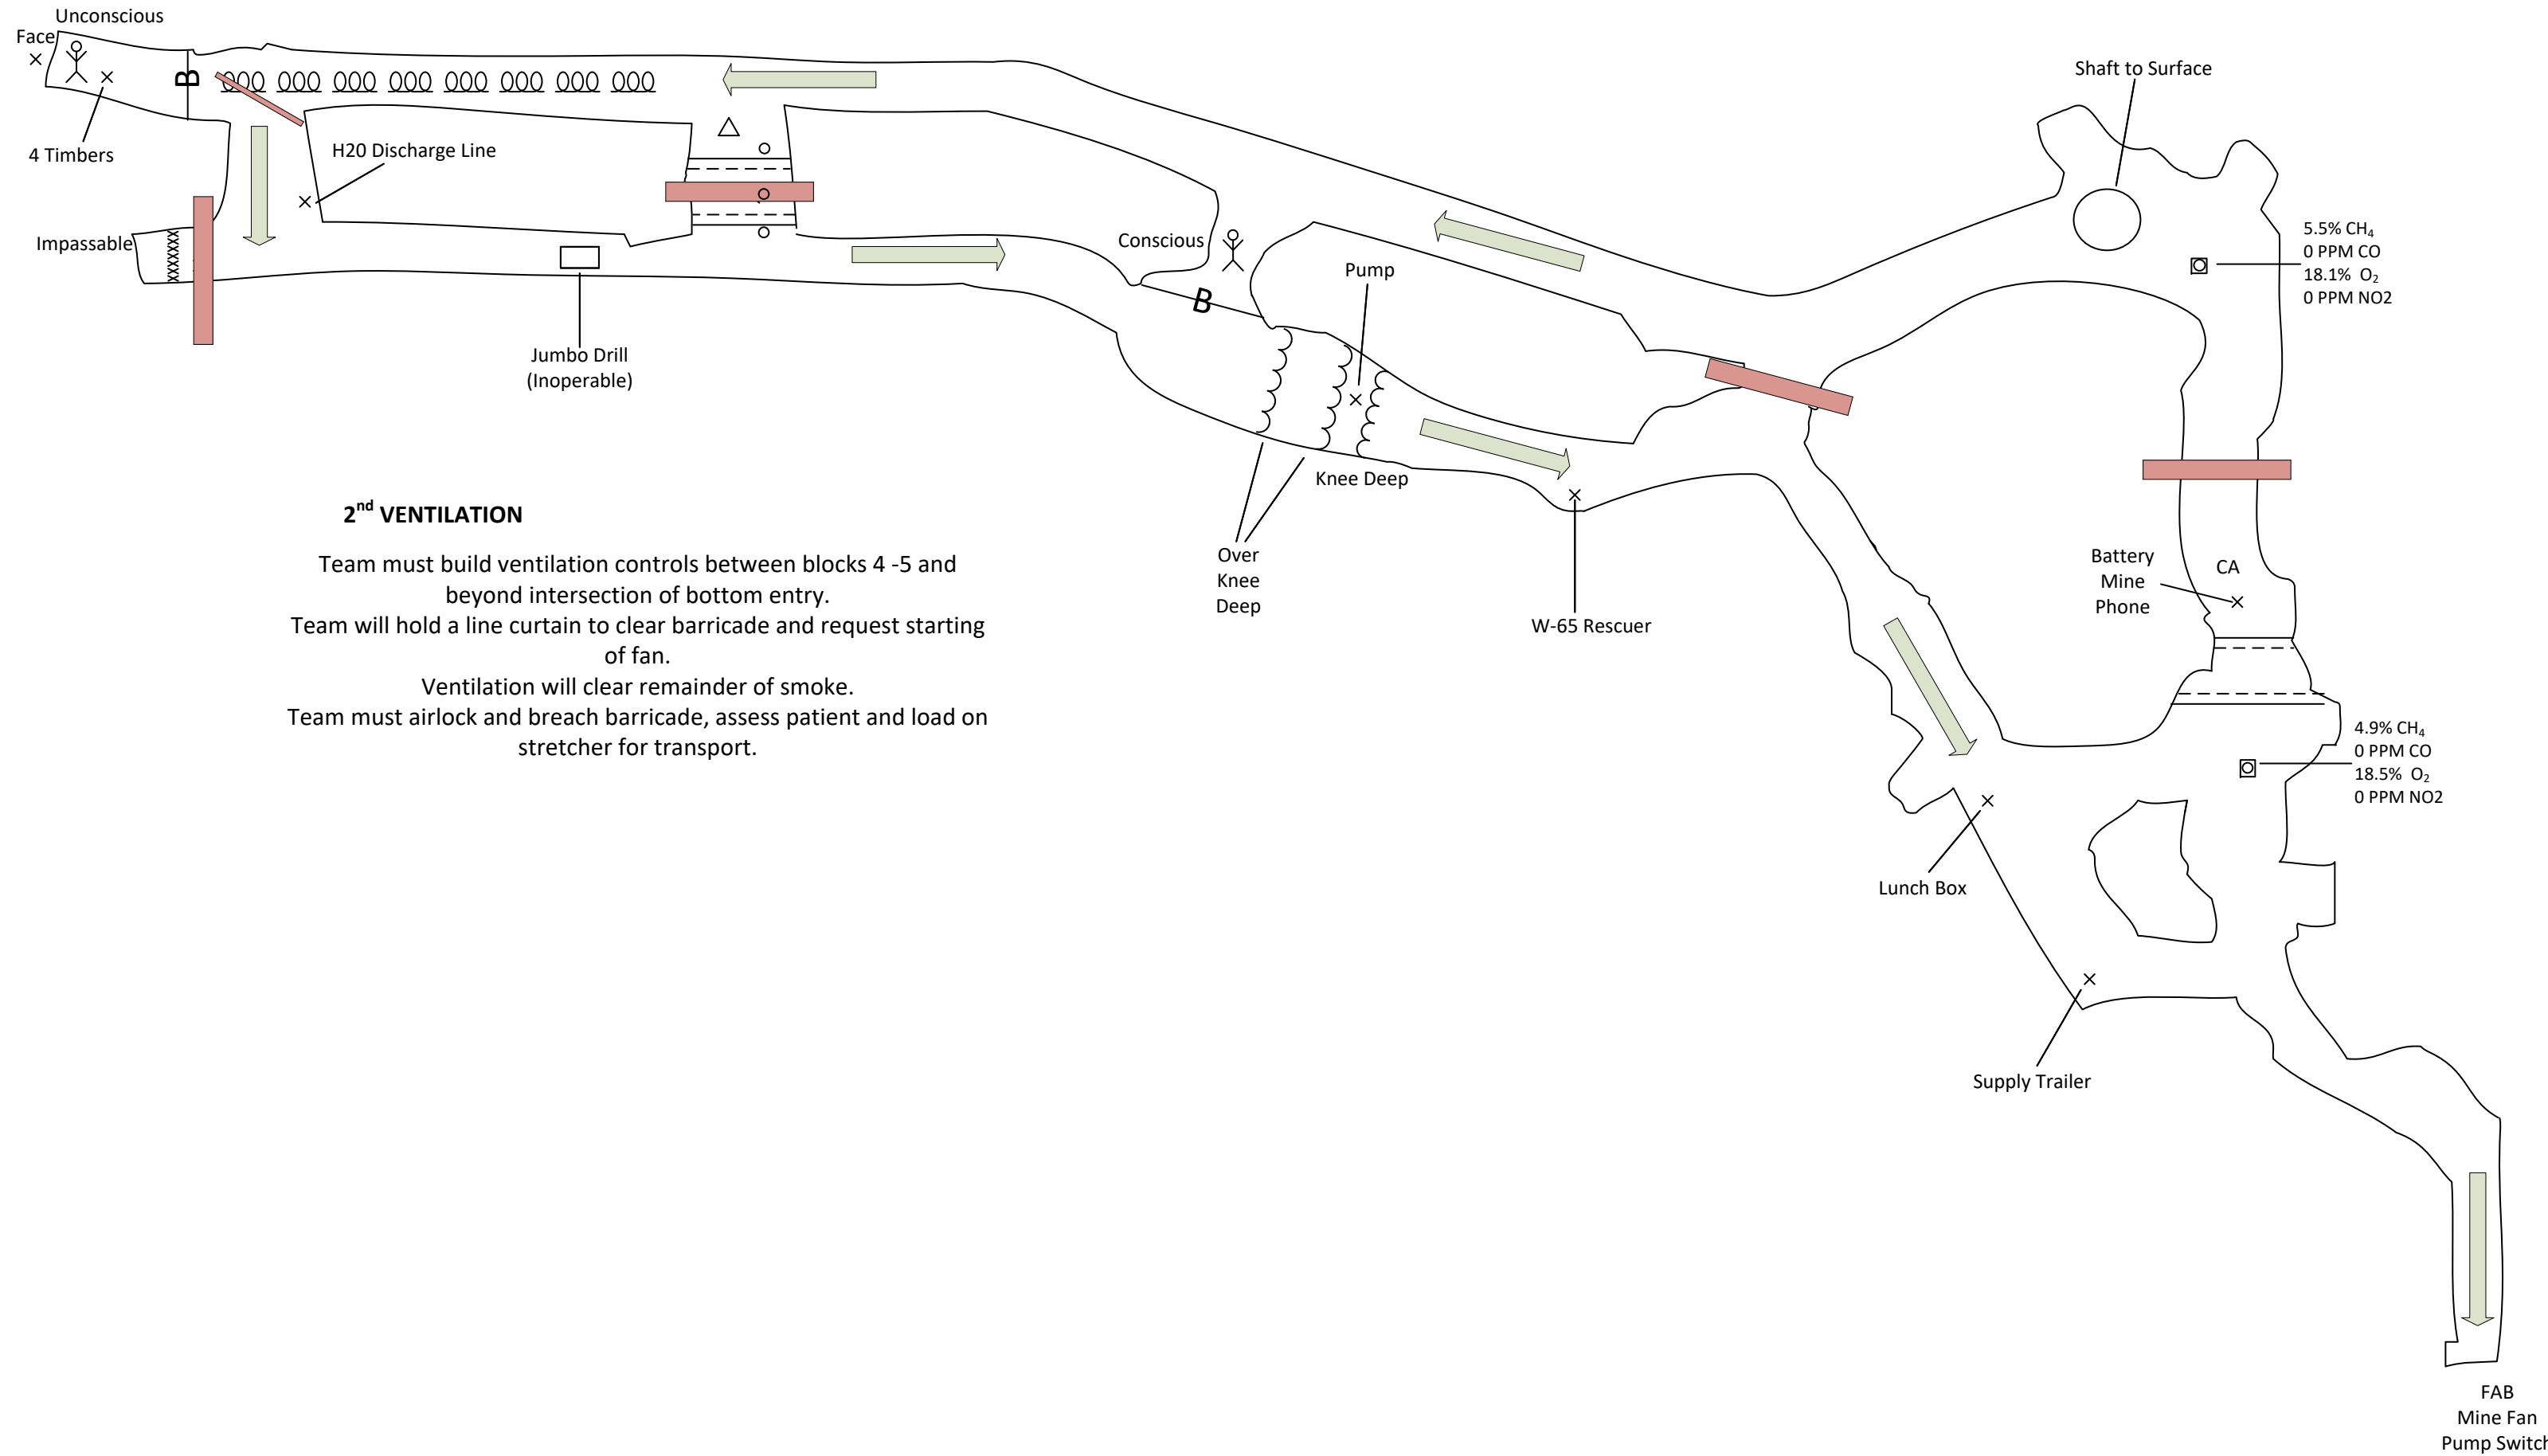 Unconscious
Face
B
4 Timbers
H20 Discharge Line
Impassable
Jumbo Drill
(Inoperable)
Conscious
B
Pump
Shaft to Surface
5.5% CH₄
0 PPM CO
18.1% O₂
0 PPM NO2
Knee Deep
Over
Knee
Deep
W-65 Rescuer
Battery
Mine
Phone
CA
4.9% CH₄
0 PPM CO
18.5% O₂
0 PPM NO2
Lunch Box
Supply Trailer
2nd VENTILATION
Team must build ventilation controls between blocks 4 -5 and
beyond intersection of bottom entry.
Team will hold a line curtain to clear barricade and request starting
of fan.
Ventilation will clear remainder of smoke.
Team must airlock and breach barricade, assess patient and load on
stretcher for transport.
FAB
Mine Fan
Pump Switch